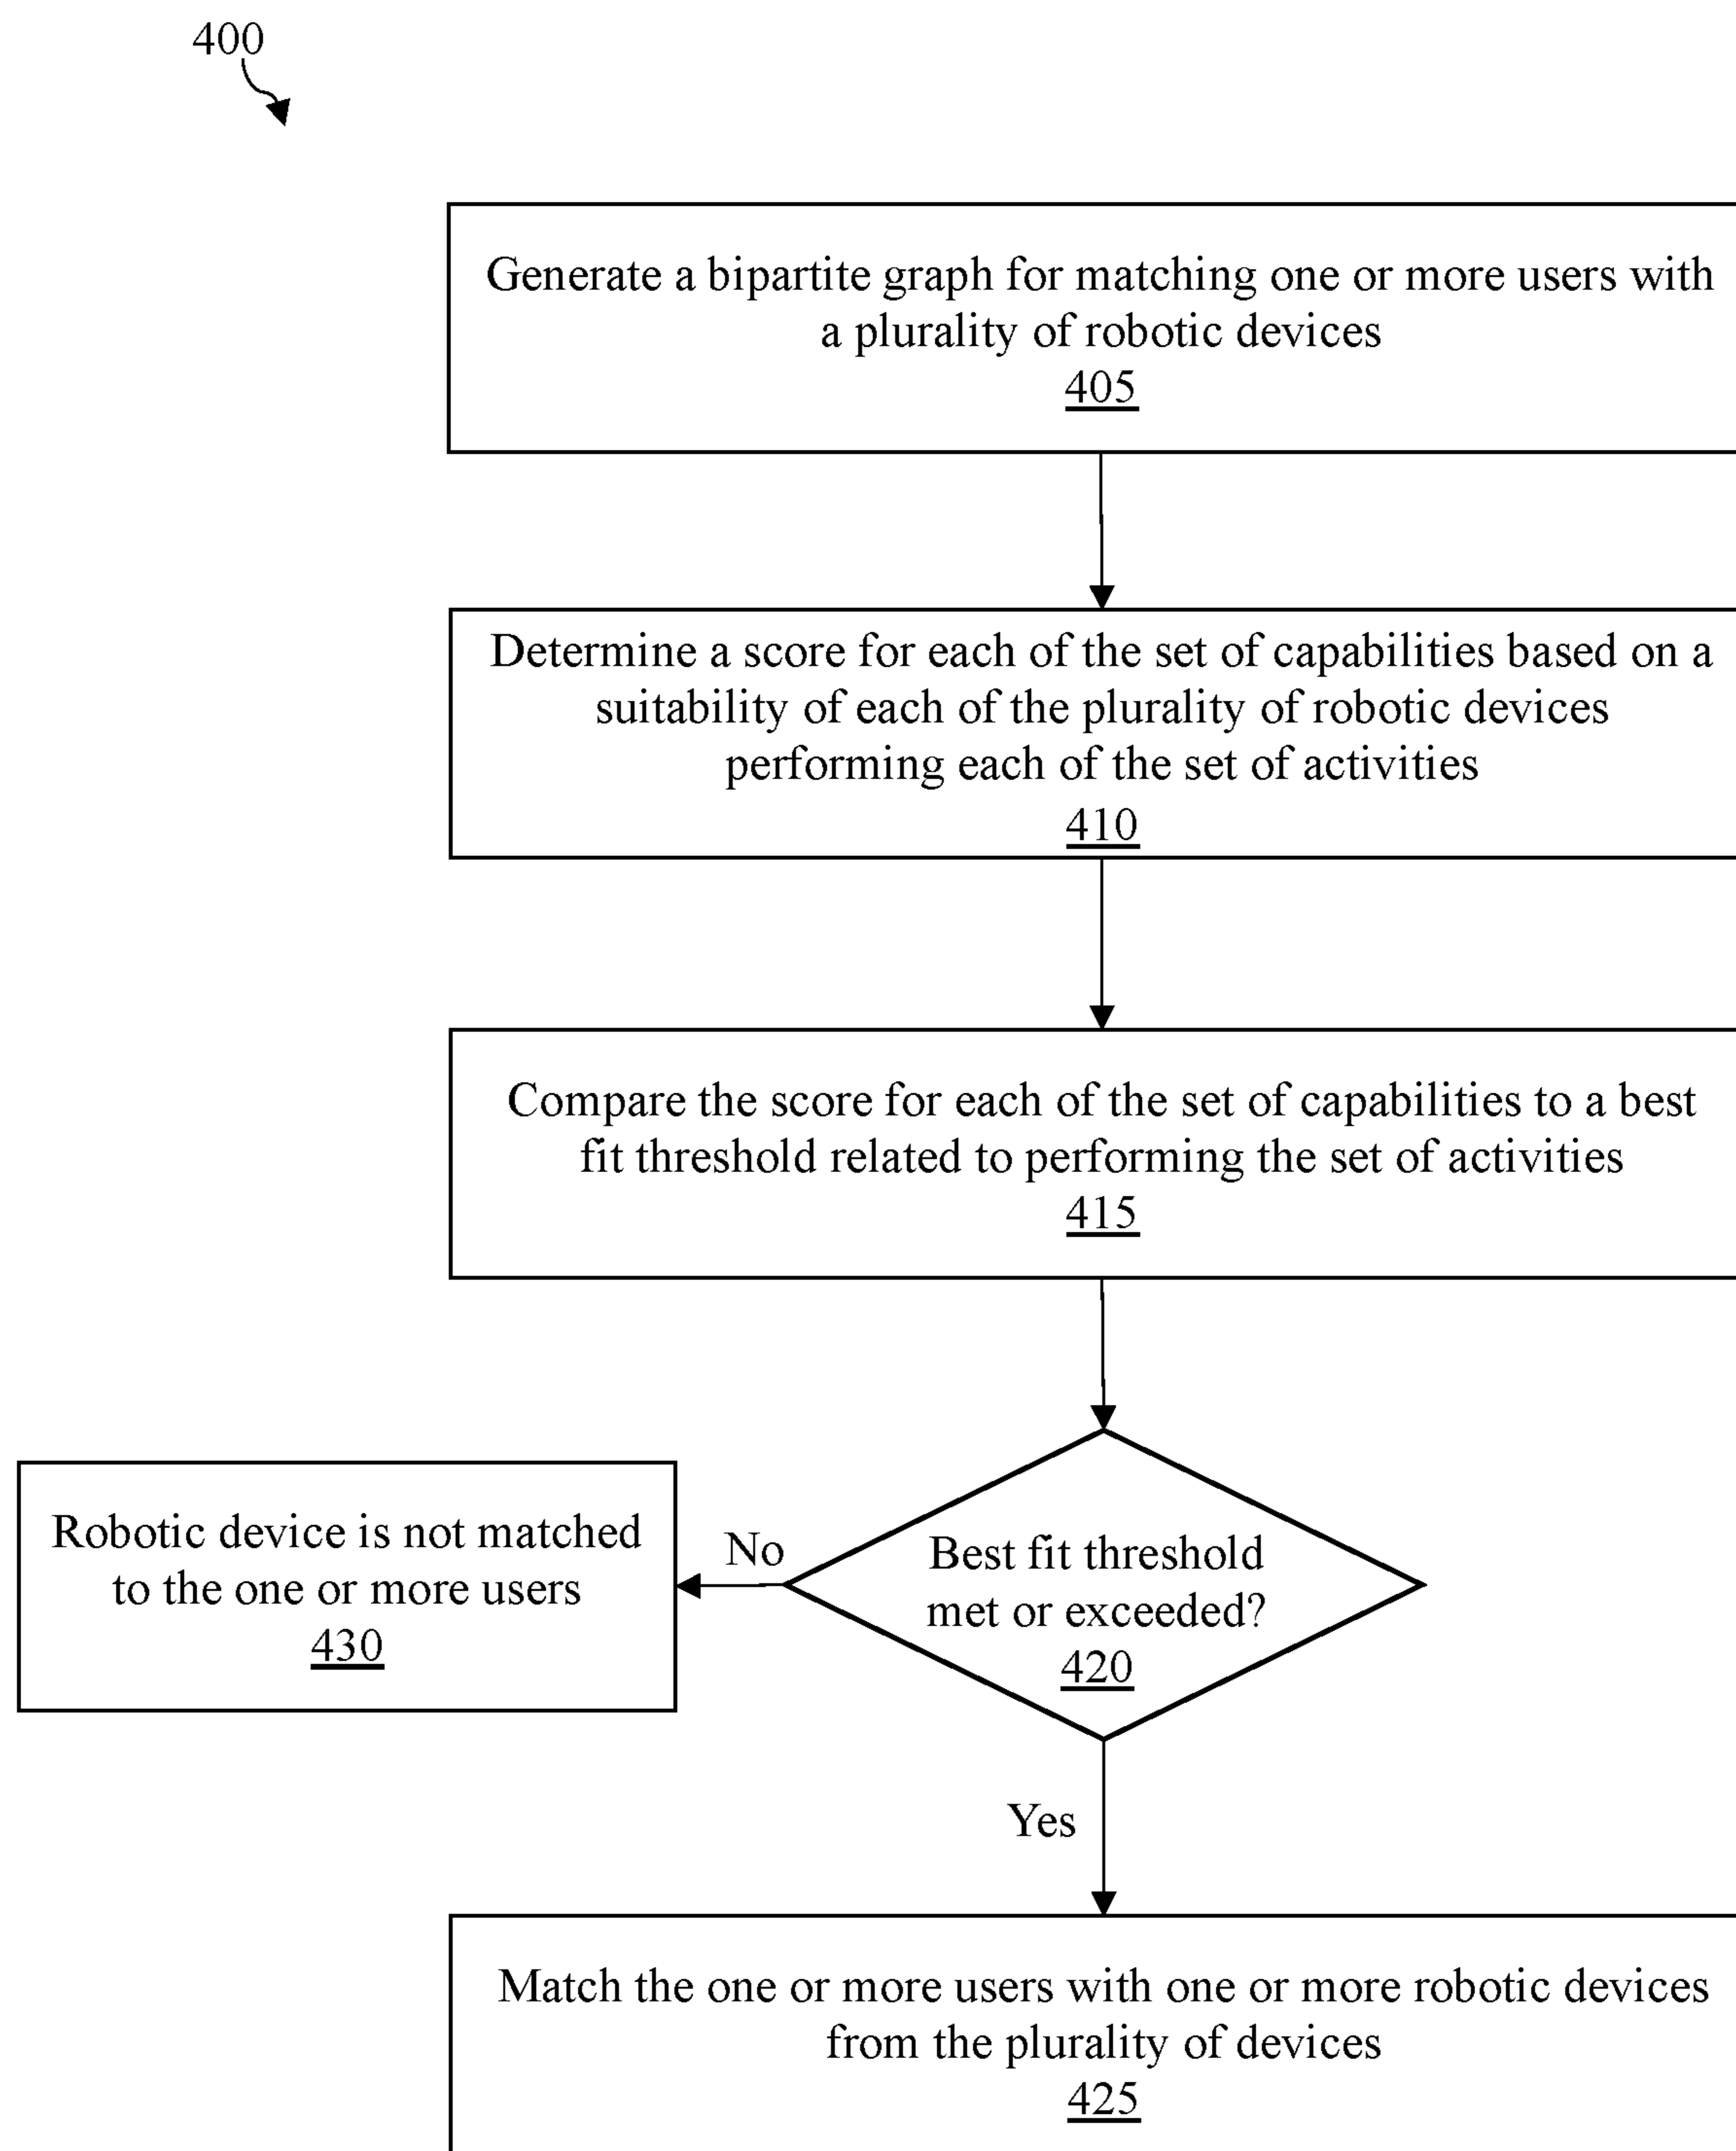 400
Generate a bipartite graph for matching one or more users with
a plurality of robotic devices
405
Determine a score for each of the set of capabilities based on a
suitability of each of the plurality of robotic devices
performing each of the set of activities
410
Compare the score for each of the set of capabilities to a best
fit threshold related to performing the set of activities
415
Best fit threshold
met or exceeded?
420
No
Robotic device is not matched
to the one or more users
430
Yes
Match the one or more users with one or more robotic devices
from the plurality of devices
425